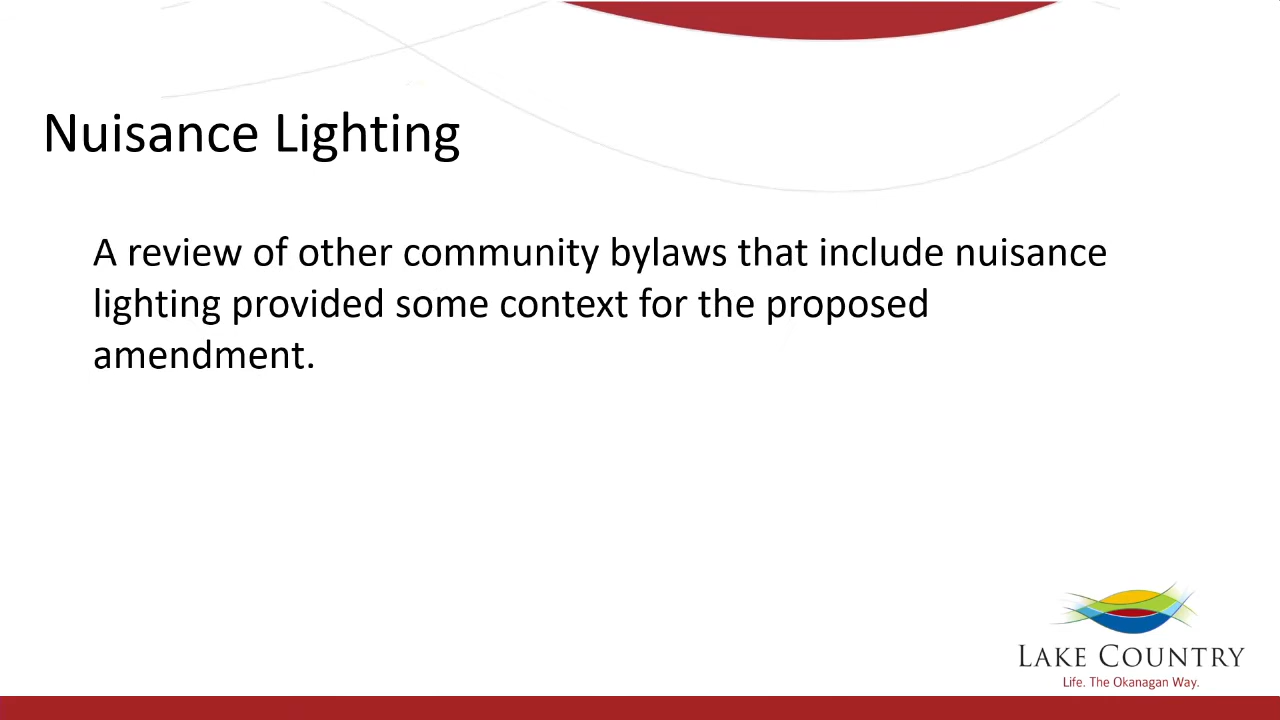 Nuisance Lighting
A review of other community bylaws that include nuisance
lighting provided some context for the proposed
amendment.
LAKE COUNTRY
Life. The Okanagan Way.